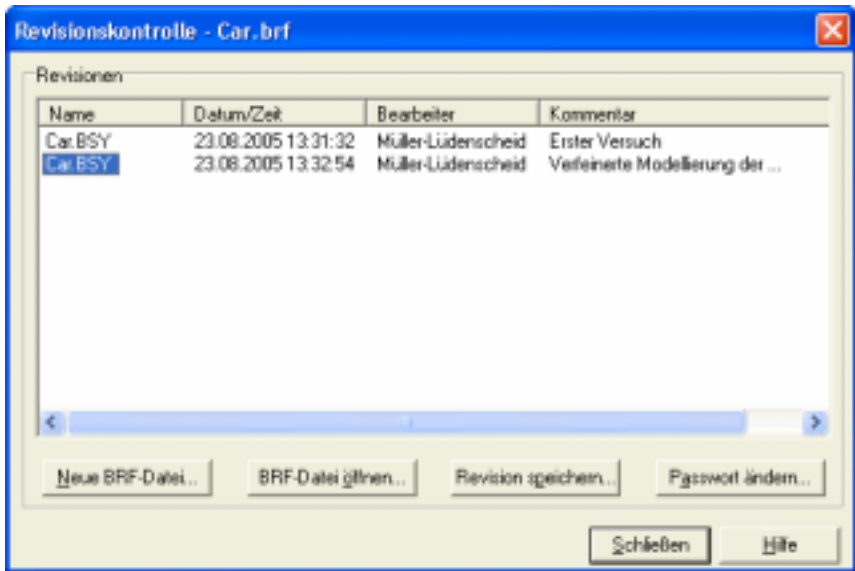 Revisionskontrolle - Car.brf
Revisionen
Name Datum/Zeit Bearbeiter Kommentar
Car.BSY 23.08.2005 13:31:32 Müller-Lüdenscheid Erster Versuch
Car.BSY 23.08.2005 13:32:54 Müller-Lüdenscheid Verfeinerte Modellierung der ...
Neue BRF-Datei... BRF-Datei öffnen... Revision speichern... Passwort ändern...
Schließen Hilfe